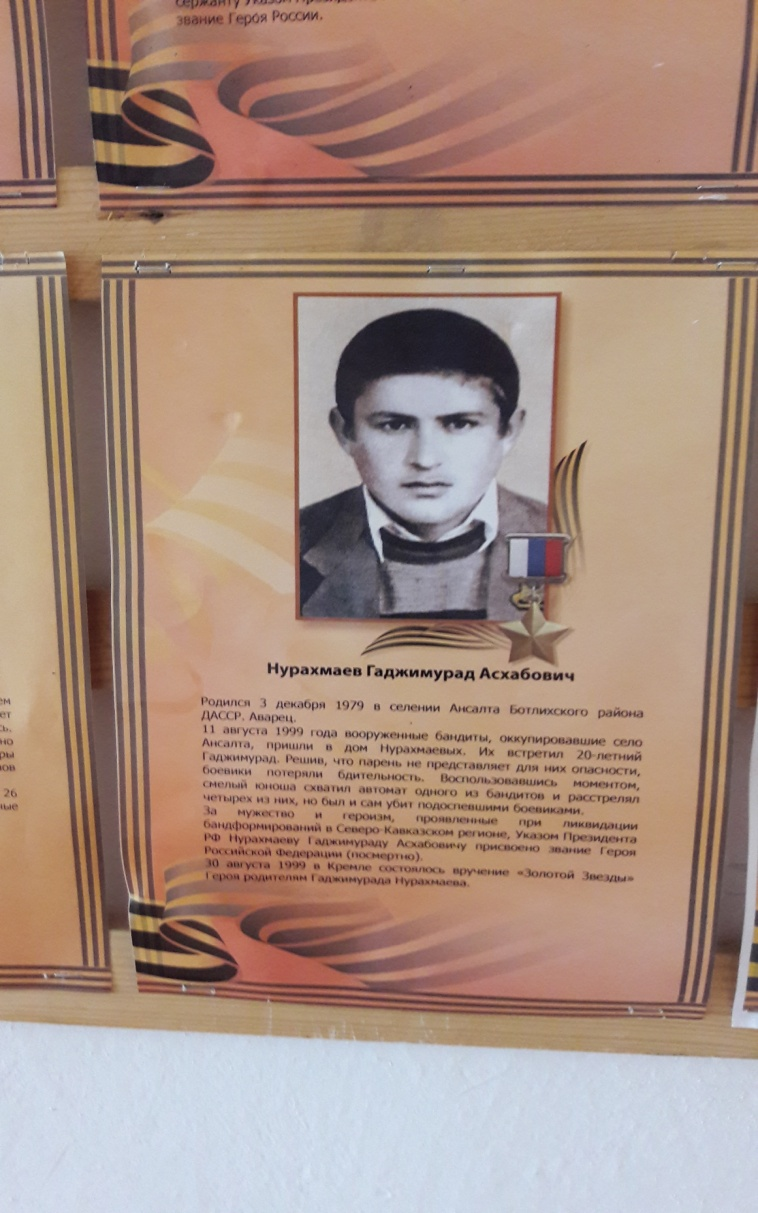 сержанту Указом
звание Героя России.
Нурахмаев Гаджимурад Асхабович
Родился 3 декабря 1979 в селении Ансалта Ботлихского района
ДАССР. Аварец.
11 августа 1999 года вооруженные бандиты, оккупировавшие село
Ансалта, пришли в дом Нурахмаевых. Их встретил 20-летний
Гаджимурад. Решив, что парень не представляет для них опасности,
боевики потеряли бдительность. Воспользовавшись моментом,
смелый юноша схватил автомат одного из бандитов и расстрелял
четырех из них, но был и сам убит подоспевшими боевиками.
За мужество и героизм, проявленные при ликвидации
бандформирований в Северо-Кавказском регионе, Указом Президента
РФ Нурахмаеву Гаджимураду Асхабовичу присвоено звание Героя
Российской Федерации (посмертно).
30 августа 1999 в Кремле состоялось вручение «Золотой Звезды»
Героя родителям Гаджимурада Нурахмаева.
26